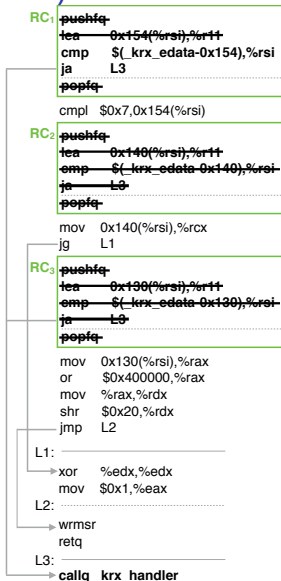 RC1 pushfq
lea 0x154(%rsi),%r11
cmp $(_krx_edata-0x154),%rsi
ja L3
popfq
cmpl $0x7,0x154(%rsi)
RC2 pushfq
lea 0x140(%rsi),%r11
cmp $(_krx_edata-0x140),%rsi
ja L3
popfq
mov 0x140(%rsi),%rcx
jg L1
RC3 pushfq
lea 0x130(%rsi),%r11
cmp $(_krx_edata-0x130),%rsi
ja L3
popfq
mov 0x130(%rsi),%rax
or $0x400000,%rax
mov %rax,%rdx
shr $0x20,%rdx
jmp L2
L1:
xor %edx,%edx
mov $0x1,%eax
L2:
wrmsr
retq
L3:
callq krx_handler